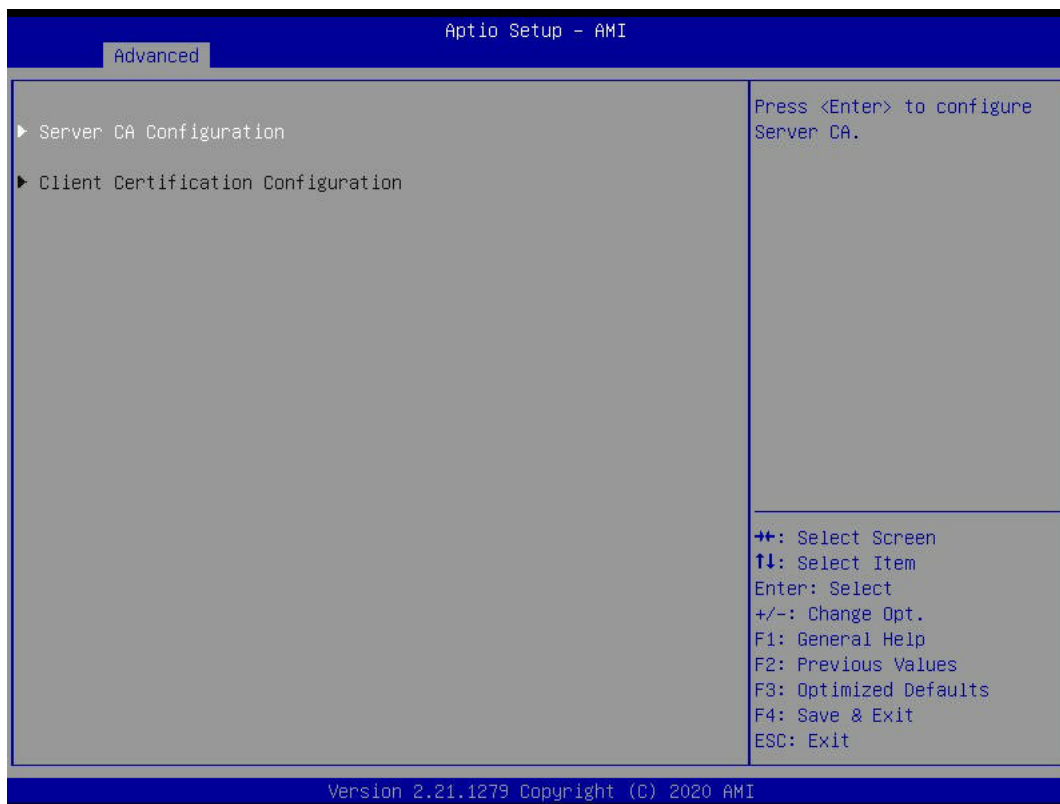 Aptio Setup – AMI
Advanced
▶ Server CA Configuration
▶ Client Certification Configuration
Press <Enter> to configure
Server CA.
→←: Select Screen
↑↓: Select Item
Enter: Select
+/-: Change Opt.
F1: General Help
F2: Previous Values
F3: Optimized Defaults
F4: Save & Exit
ESC: Exit
Version 2.21.1279 Copyright (C) 2020 AMI